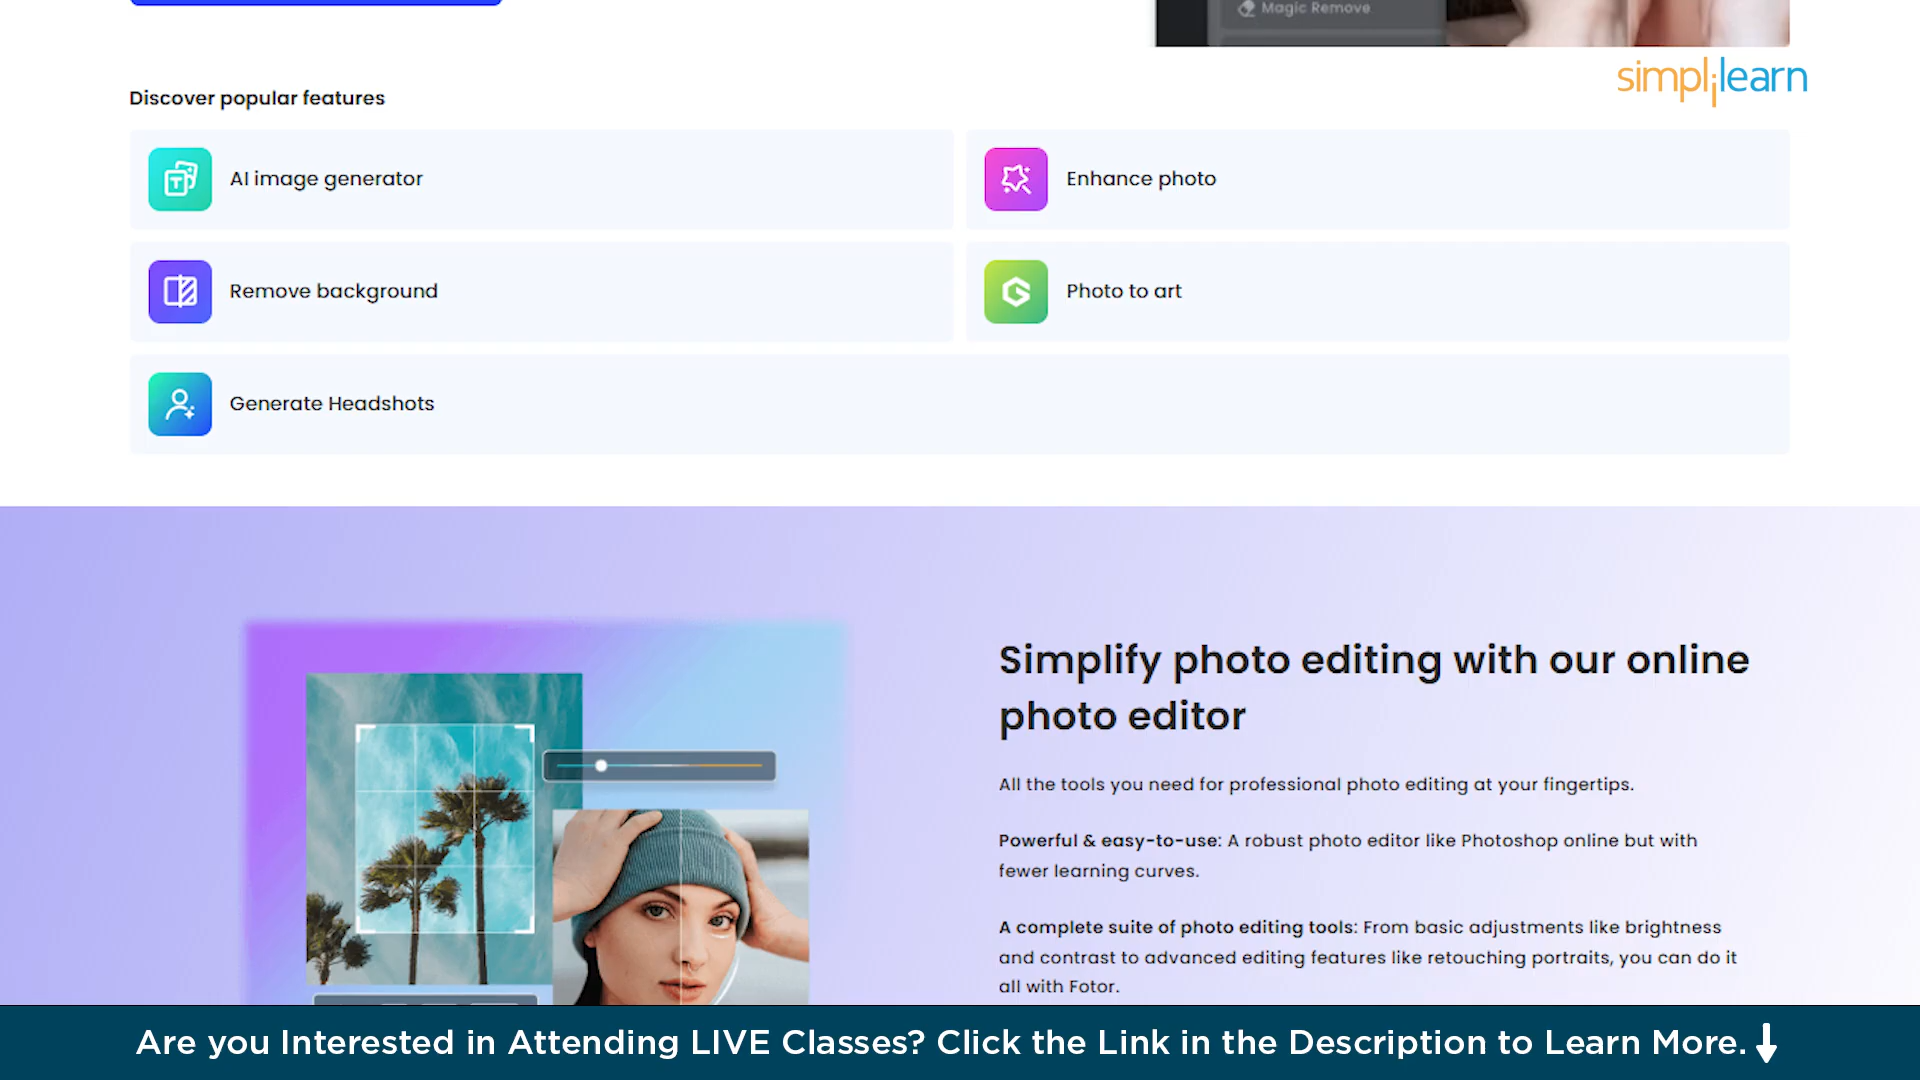 Magic Remove
simplilearn
Discover popular features
AI image generator
Enhance photo
Remove background
Photo to art
Generate Headshots
Simplify photo editing with our online
photo editor
All the tools you need for professional photo editing at your fingertips.
Powerful & easy-to-use: A robust photo editor like Photoshop online but with
fewer learning curves.
A complete suite of photo editing tools: From basic adjustments like brightness
and contrast to advanced editing features like retouching portraits, you can do it
all with Fotor.
Are you Interested in Attending LIVE Classes? Click the Link in the Description to Learn More.